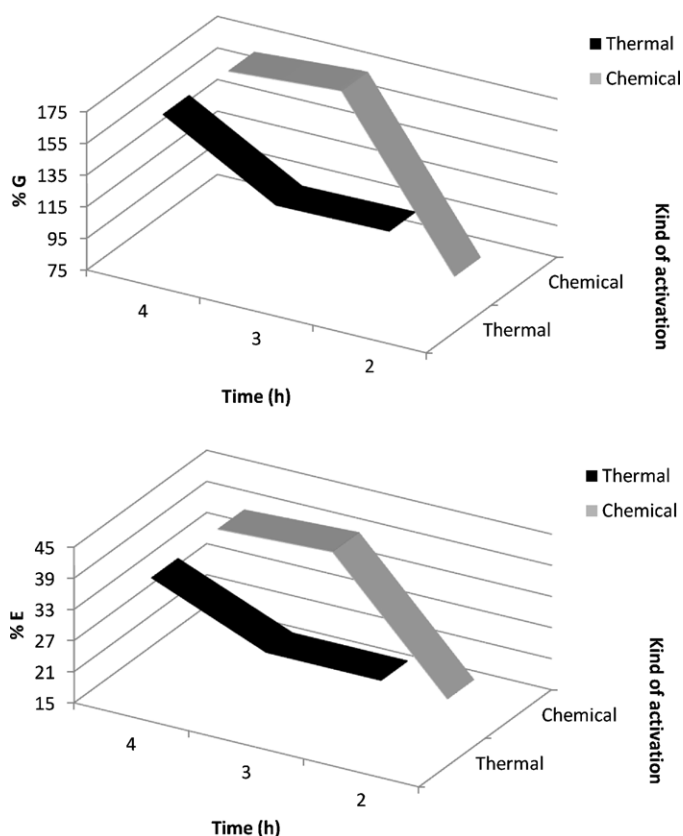 Thermal
Chemical
175
155
135
115
95
75
% G
4
3
2
Time (h)
Thermal
Chemical
Kind of activation
Thermal
Chemical
45
39
33
27
21
15
% E
4
3
2
Time (h)
Thermal
Chemical
Kind of activation